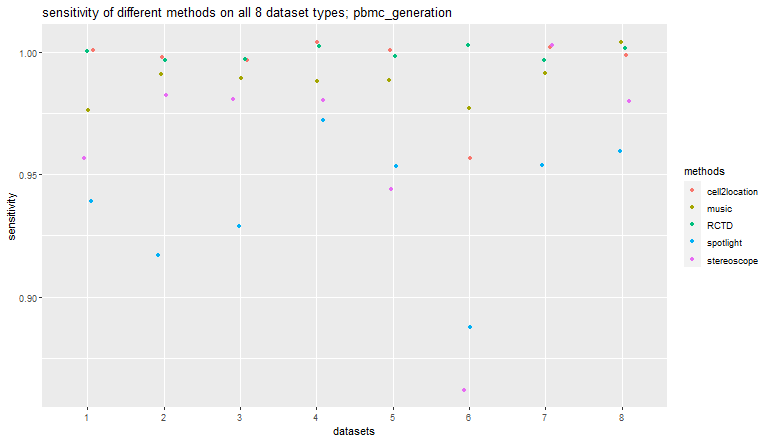 sensitivity of different methods on all 8 dataset types; pbmc_generation
1.00
0.95
0.90
sensitivity
1 2 3 4 5 6 7 8
datasets
methods
cell2location
music
RCTD
spotlight
stereoscope